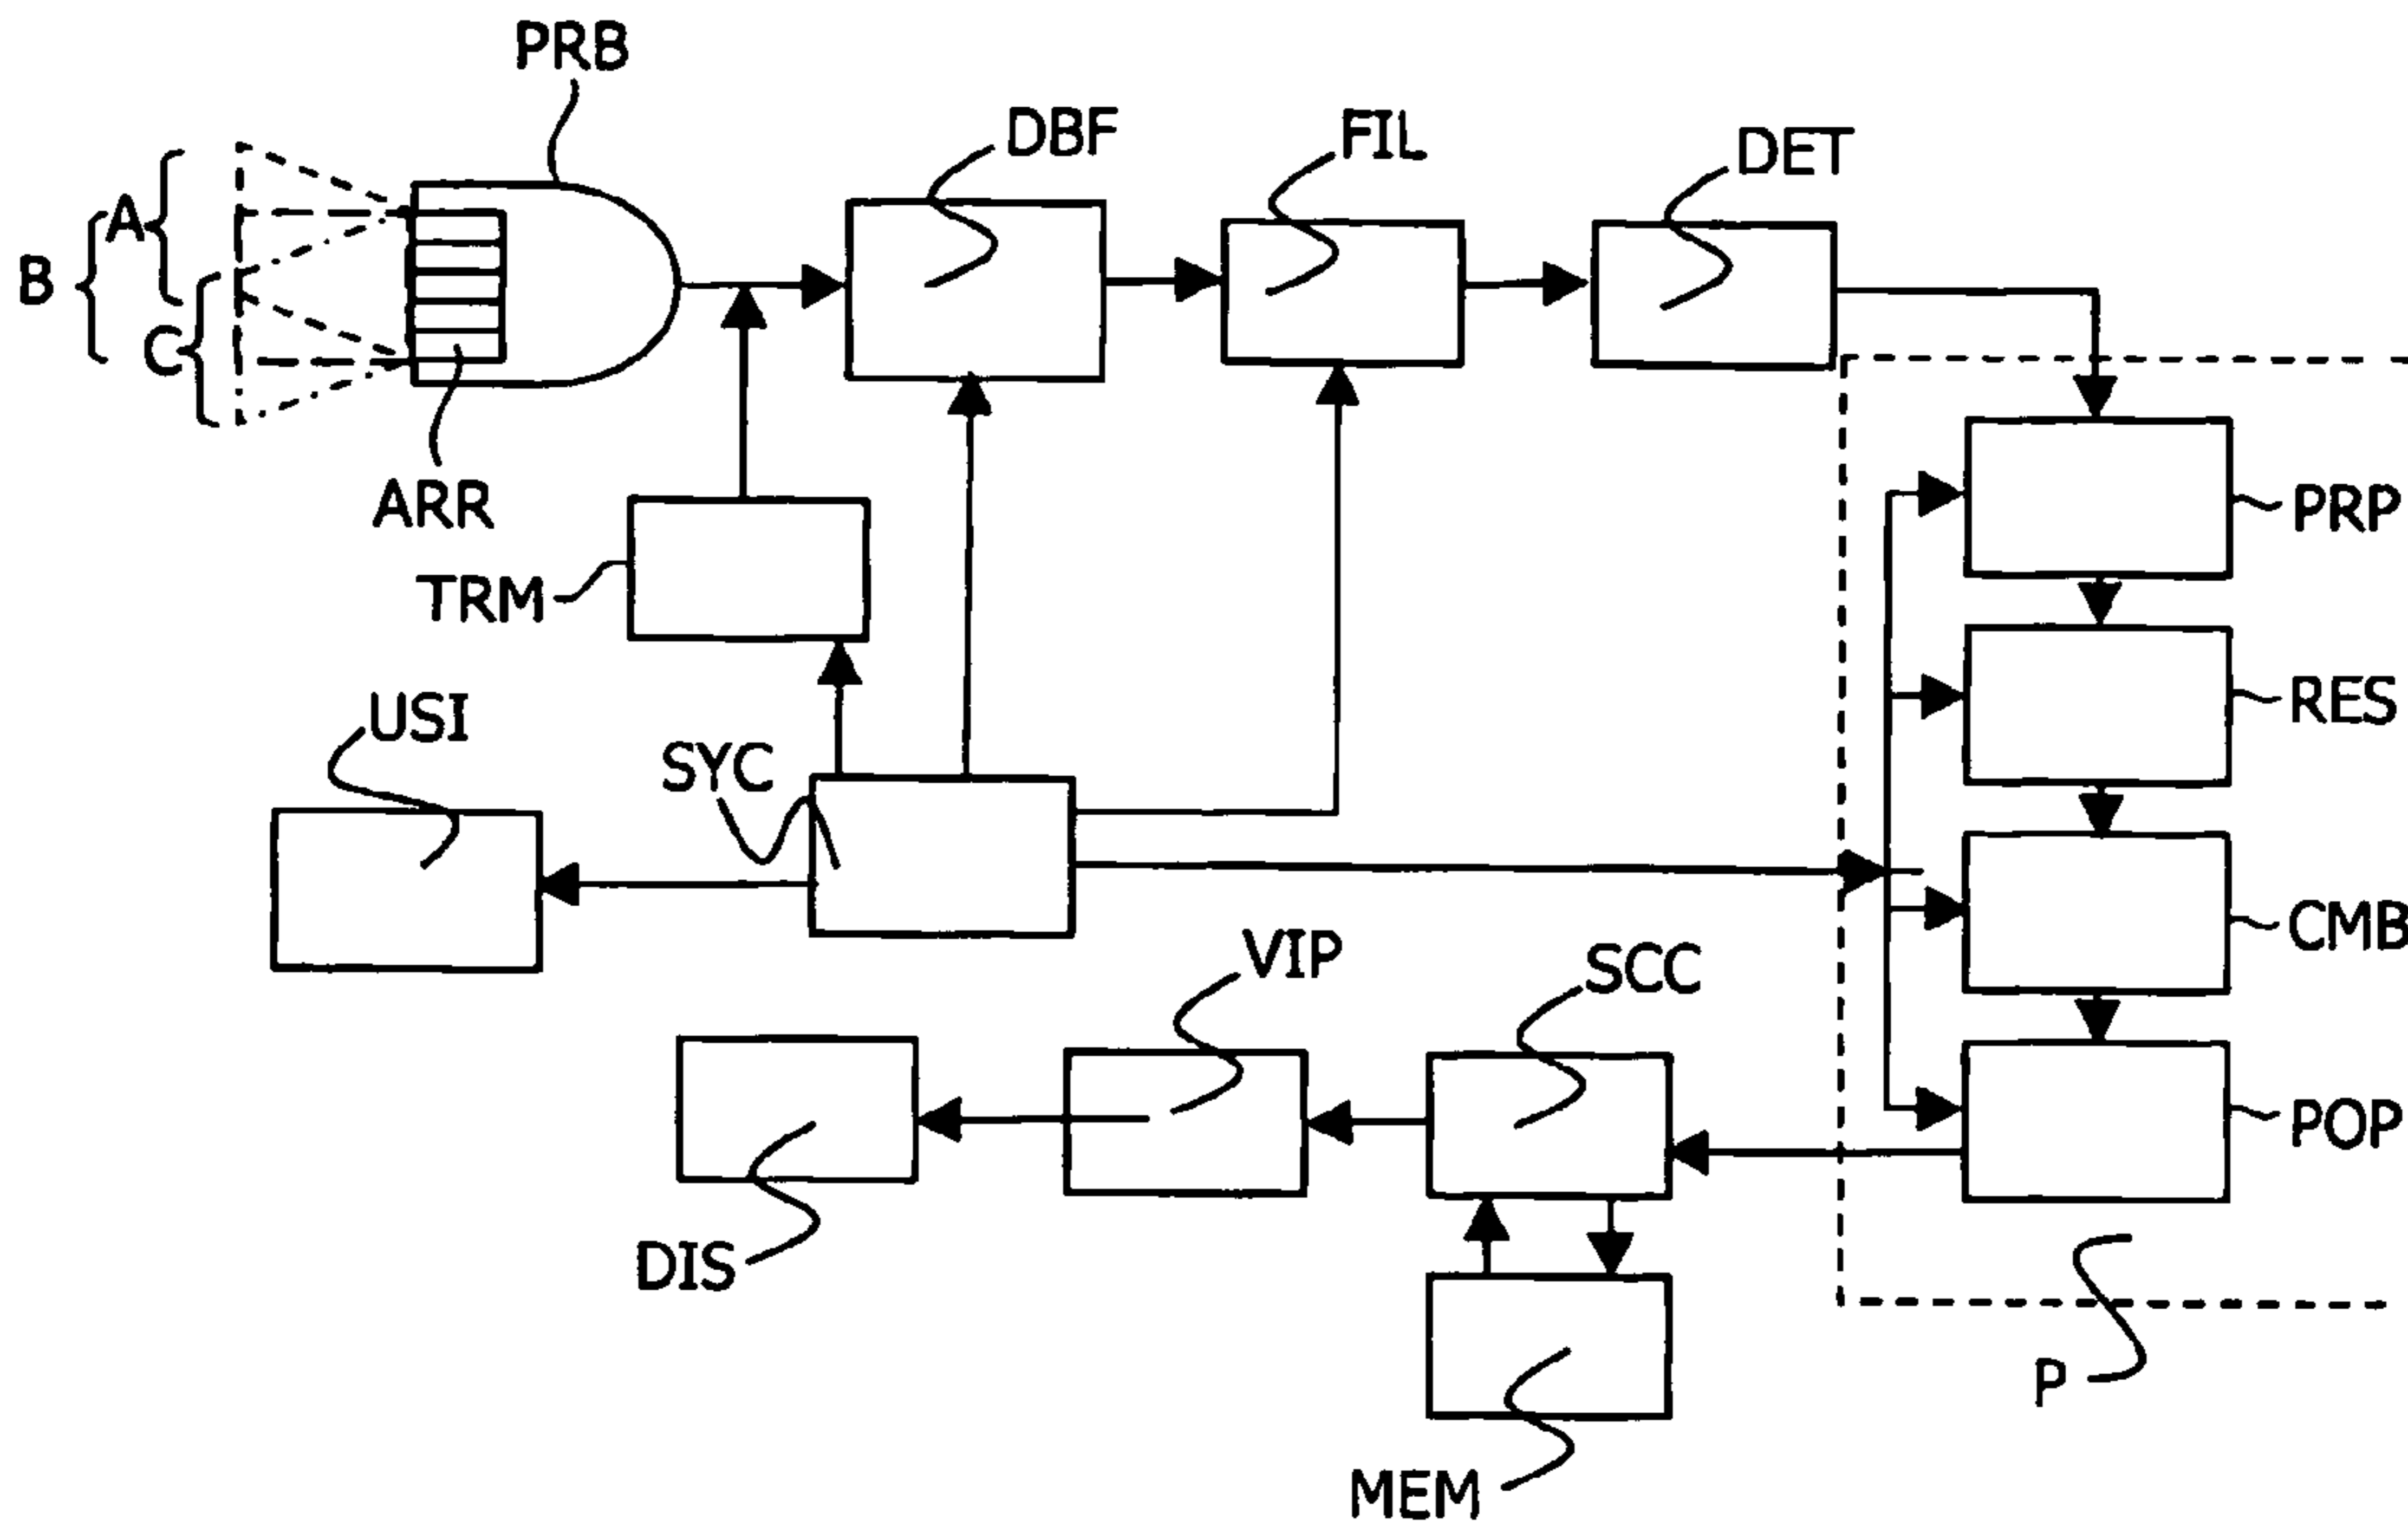 PRB
DBF
FIL
DET
A
B
C
ARR
PRP
TRM
RES
USI
SYC
CMB
VIP
SCC
POP
DIS
P
MEM